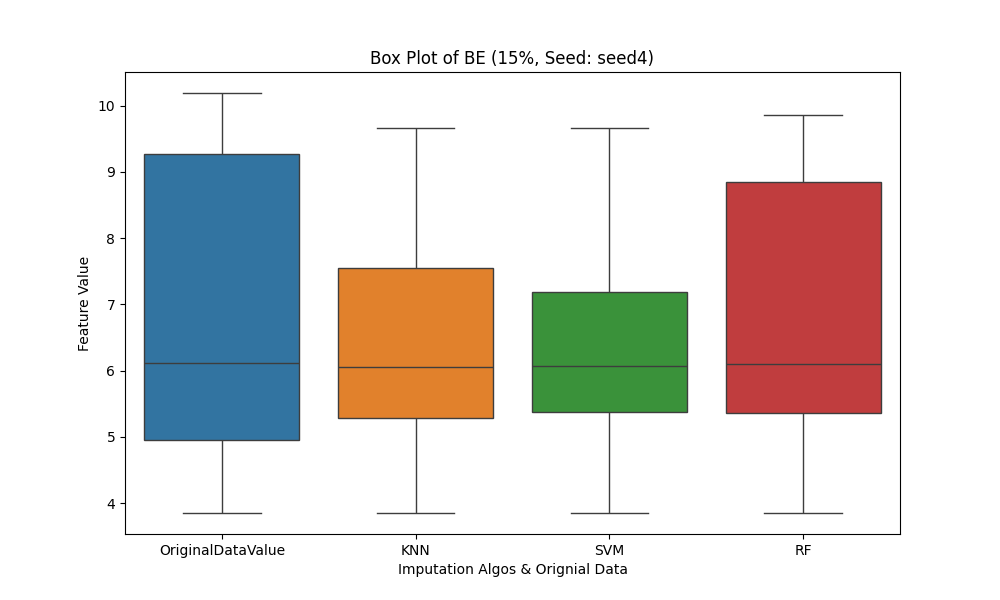 Box Plot of BE (15%, Seed: seed4)
Feature Value
10
9
8
7
6
5
4
OriginalDataValue
KNN
SVM
RF
Imputation Algos & Orignial Data